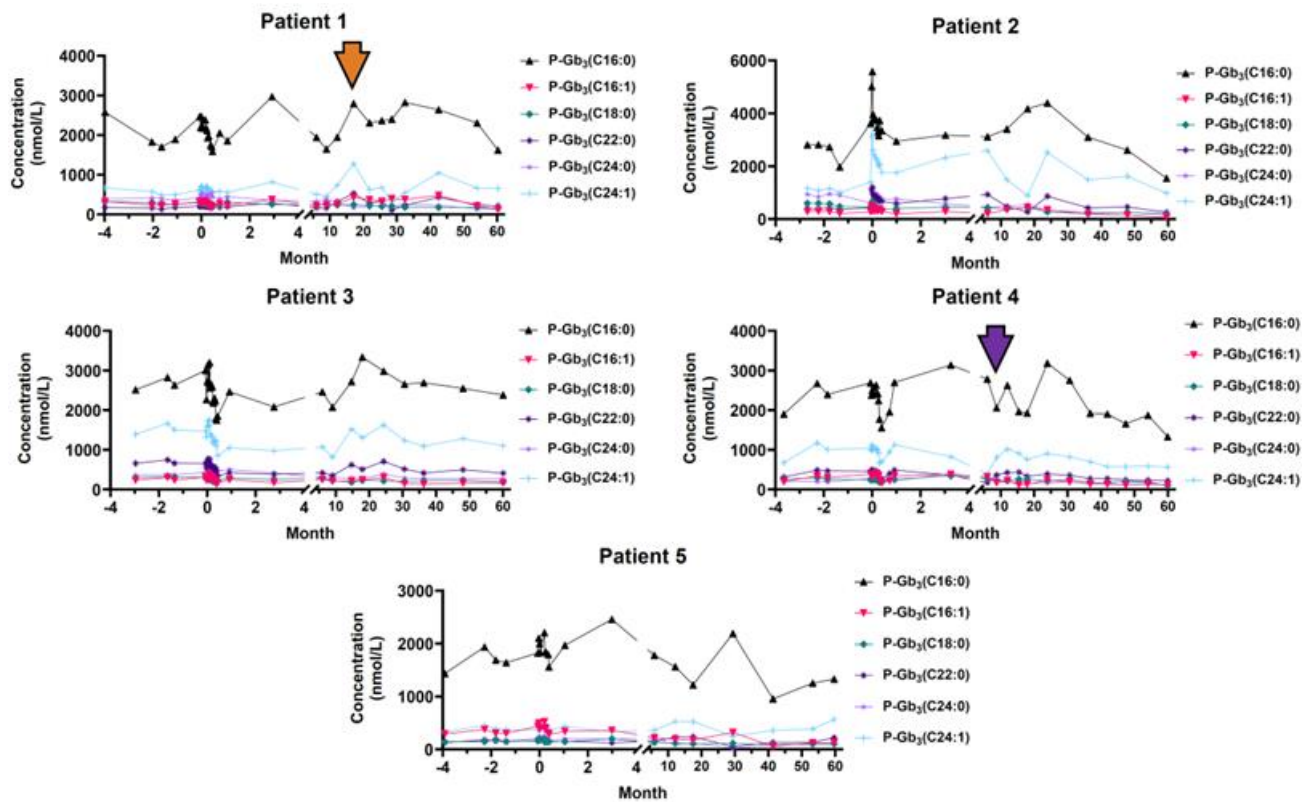 Patient 1
Concentration
(nmol/L)
4000
3000
2000
1000
0
-4
-2
0
2
4
10
20
30
40
50
60
Month
P-Gb3(C16:0)
P-Gb3(C16:1)
P-Gb3(C18:0)
P-Gb3(C22:0)
P-Gb3(C24:0)
P-Gb3(C24:1)
Patient 2
Concentration
(nmol/L)
6000
4000
2000
0
-4
-2
0
2
4
10
20
30
40
50
60
Month
P-Gb3(C16:0)
P-Gb3(C16:1)
P-Gb3(C18:0)
P-Gb3(C22:0)
P-Gb3(C24:0)
P-Gb3(C24:1)
Patient 3
Concentration
(nmol/L)
4000
3000
2000
1000
0
-4
-2
0
2
4
10
20
30
40
50
60
Month
P-Gb3(C16:0)
P-Gb3(C16:1)
P-Gb3(C18:0)
P-Gb3(C22:0)
P-Gb3(C24:0)
P-Gb3(C24:1)
Patient 4
Concentration
(nmol/L)
4000
3000
2000
1000
0
-4
-2
0
2
4
10
20
30
40
50
60
Month
P-Gb3(C16:0)
P-Gb3(C16:1)
P-Gb3(C18:0)
P-Gb3(C22:0)
P-Gb3(C24:0)
P-Gb3(C24:1)
Patient 5
Concentration
(nmol/L)
3000
2000
1000
0
-4
-2
0
2
4
10
20
30
40
50
60
Month
P-Gb3(C16:0)
P-Gb3(C16:1)
P-Gb3(C18:0)
P-Gb3(C22:0)
P-Gb3(C24:0)
P-Gb3(C24:1)